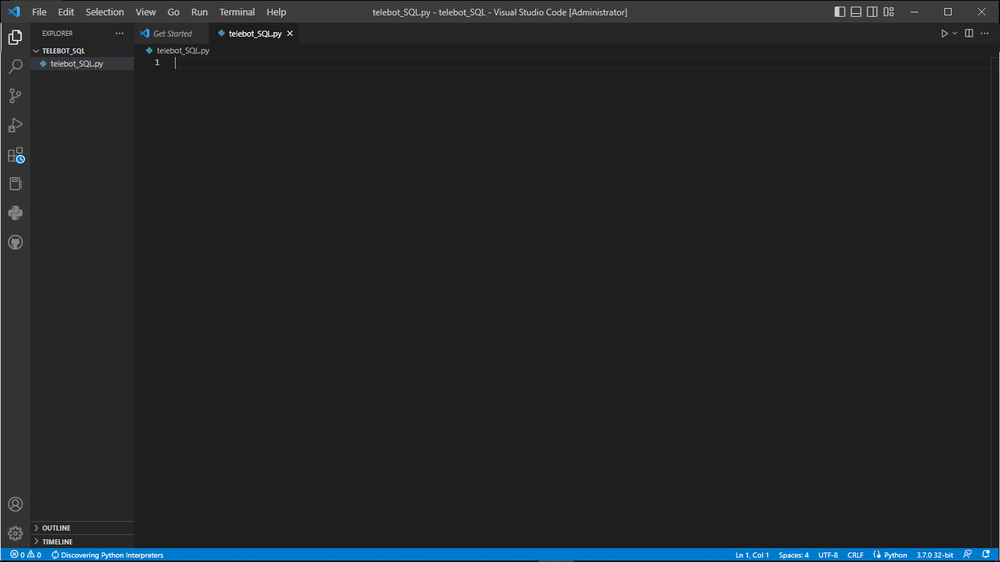 File Edit Selection View Go Run Terminal Help telebot_SQL.py - telebot_SQL - Visual Studio Code [Administrator]
EXPLORER ···
Get Started telebot_SQL.py
TELEBOT_SQL
telebot_SQL.py
telebot_SQL.py
1
OUTLINE
TIMELINE
0 0 Discovering Python Interpreters Ln 1, Col 1 Spaces: 4 UTF-8 CRLF Python 3.7.0 32-bit